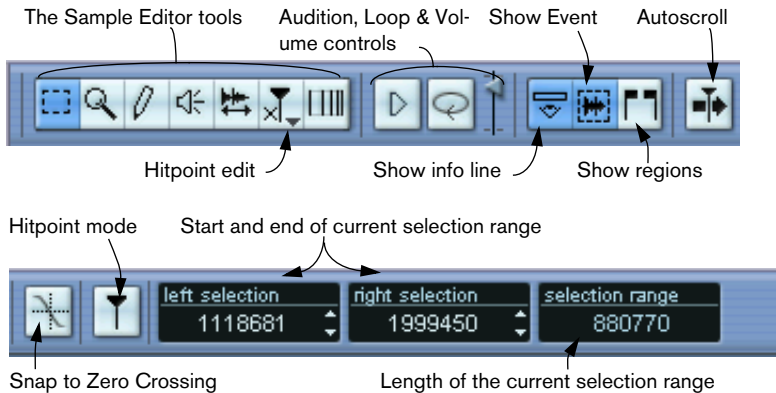 The Sample Editor tools
Audition, Loop & Vol-
ume controls
Show Event
Autoscroll
Hitpoint edit
Show info line
Show regions
Hitpoint mode
Start and end of current selection range
left selection
1118681
right selection
1999450
selection range
880770
Snap to Zero Crossing
Length of the current selection range